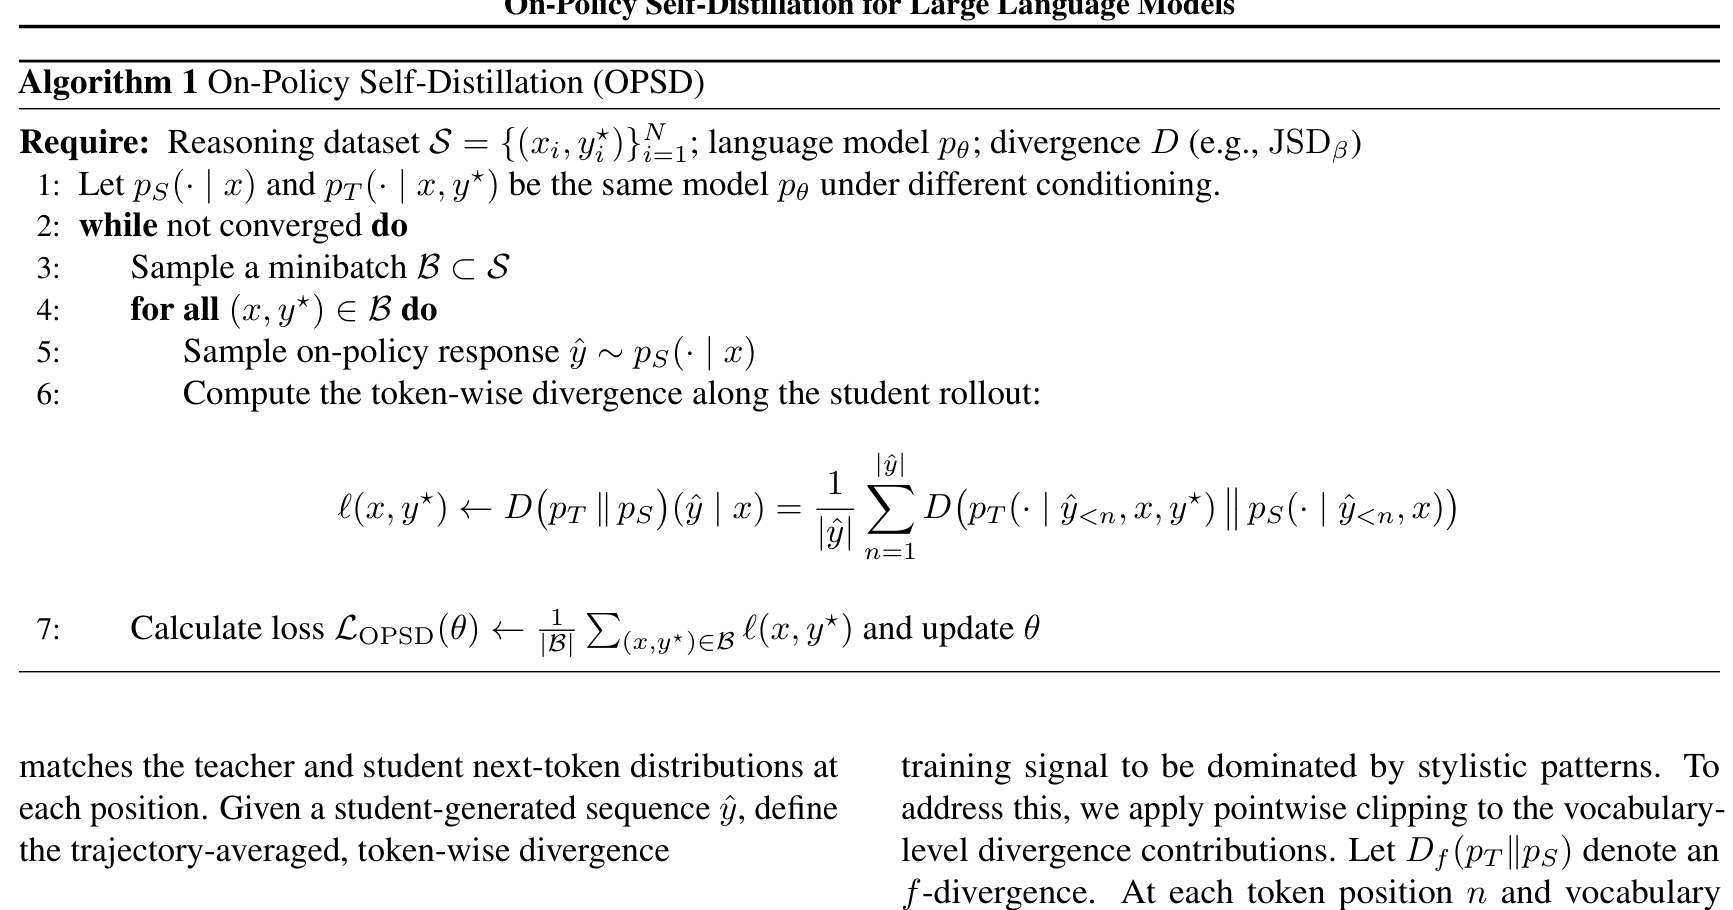 On-Policy Self-Distillation for Large Language Models
Algorithm 1 On-Policy Self-Distillation (OPSD)
Require: Reasoning dataset 𝒮 = {(xᵢ, yᵢ⋆)}ᵢ₌₁ᴺ; language model p_θ; divergence D (e.g., JSD_β)
1: Let p_S(· | x) and p_T(· | x, y⋆) be the same model p_θ under different conditioning.
2: while not converged do
3: Sample a minibatch ℬ ⊂ 𝒮
4: for all (x, y⋆) ∈ ℬ do
5: Sample on-policy response ŷ ∼ p_S(· | x)
6: Compute the token-wise divergence along the student rollout:
ℓ(x, y⋆) ← D(p_T ∥ p_S)(ŷ | x) = \frac{1}{|ŷ|} \sum_{n=1}^{|ŷ|} D(p_T(· | ŷ_{<n}, x, y⋆) ∥ p_S(· | ŷ_{<n}, x))
7: Calculate loss ℒ_OPSD(θ) ← \frac{1}{|ℬ|} ∑_{(x,y⋆)∈ℬ} ℓ(x, y⋆) and update θ
matches the teacher and student next-token distributions at
each position. Given a student-generated sequence ŷ, define
the trajectory-averaged, token-wise divergence
training signal to be dominated by stylistic patterns. To
address this, we apply pointwise clipping to the vocabulary-
level divergence contributions. Let D_f(p_T∥p_S) denote an
f-divergence. At each token position n and vocabulary